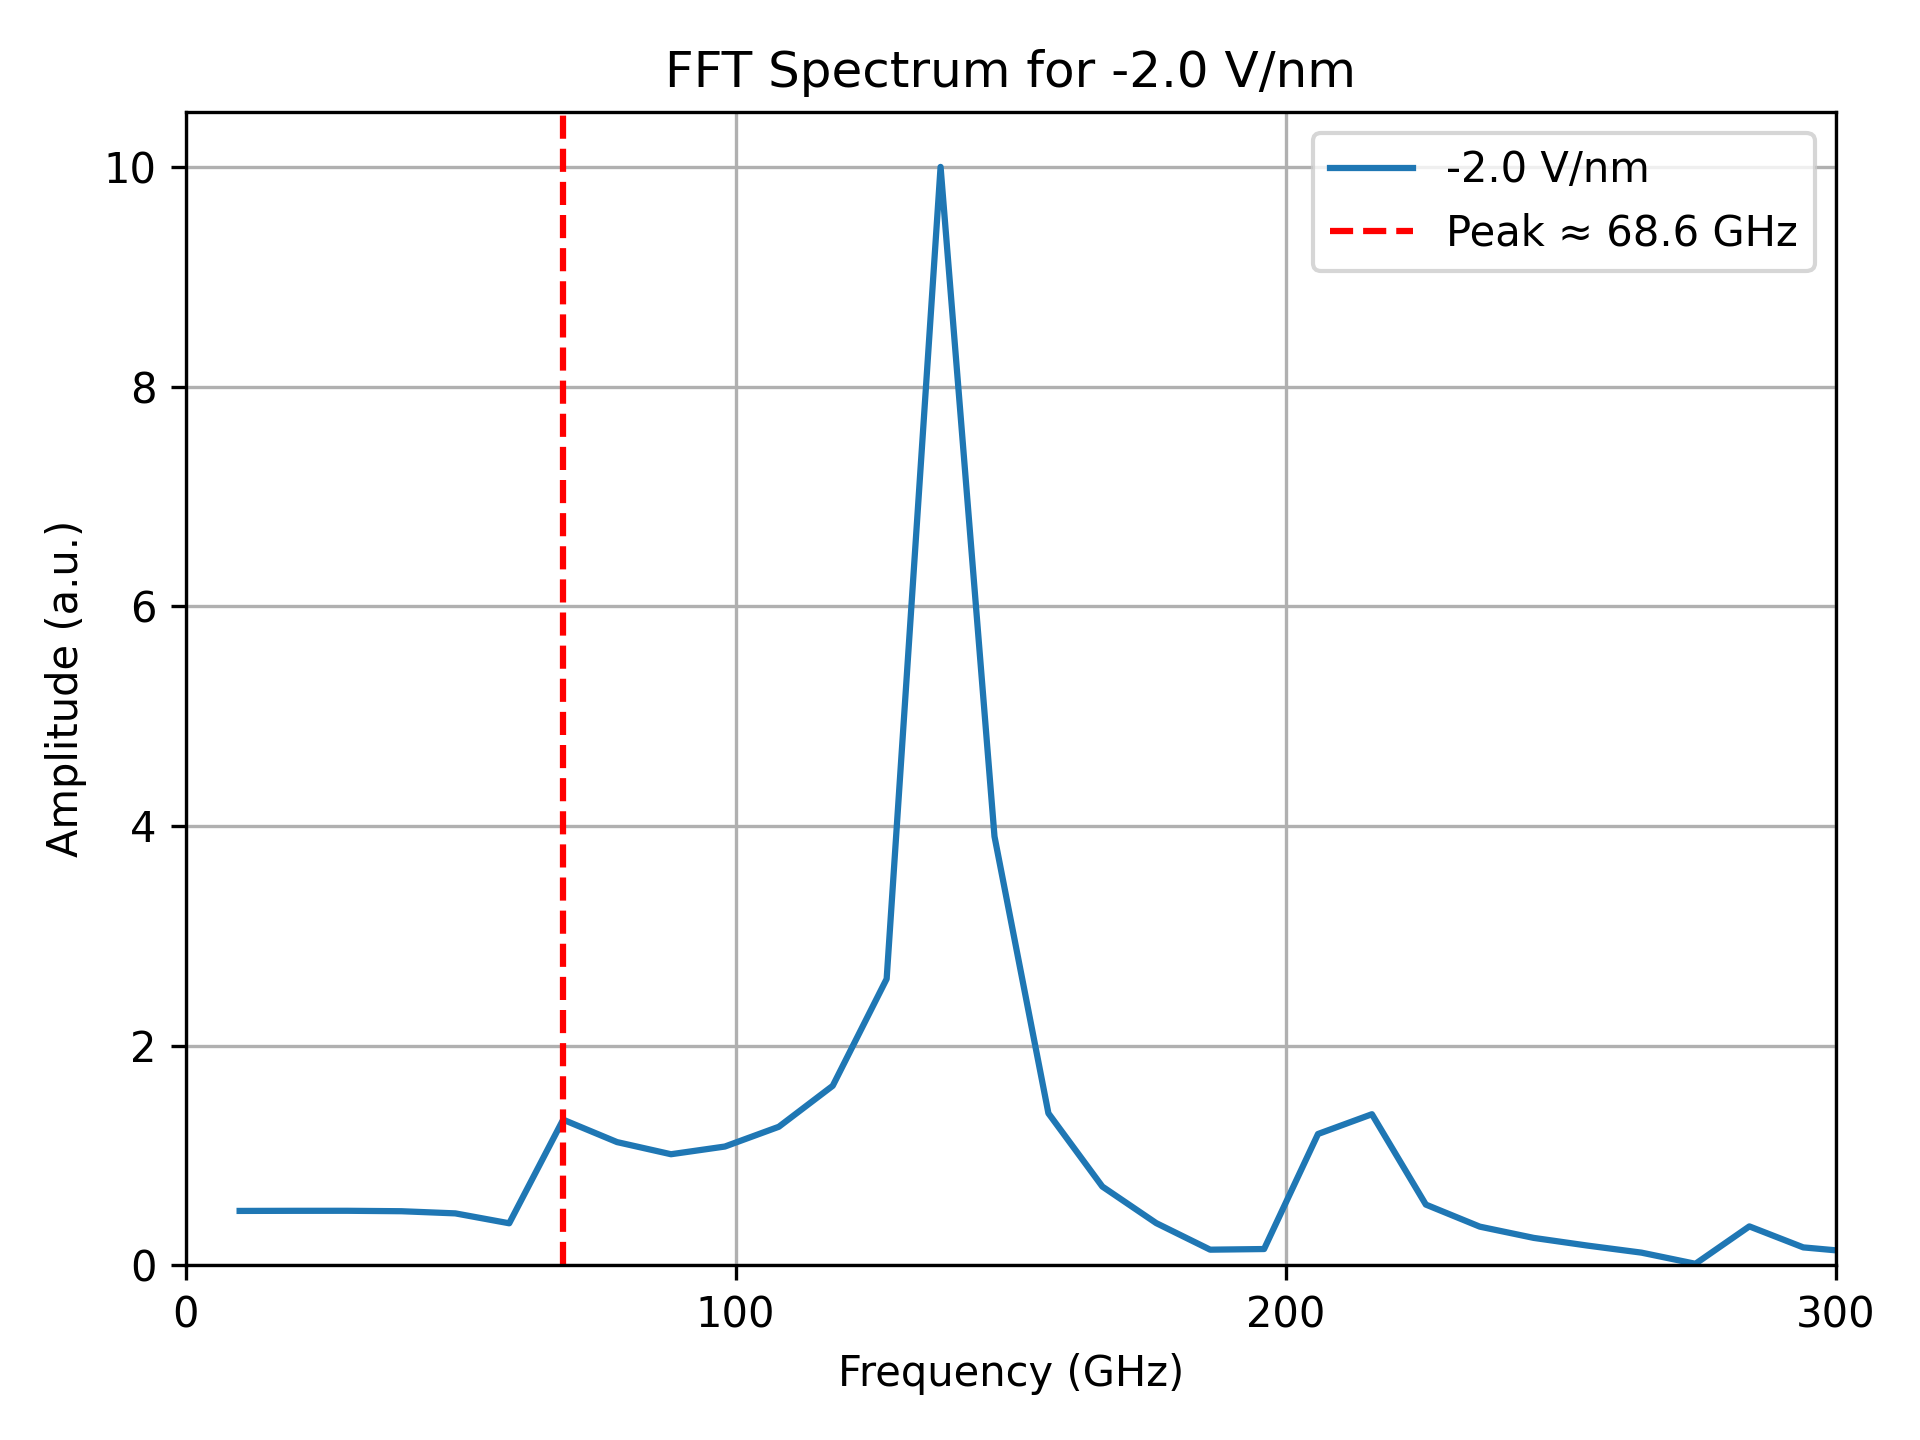 FFT Spectrum for -2.0 V/nm
-2.0 V/nm
Peak ≈ 68.6 GHz
Amplitude (a.u.)
10
8
6
4
2
0
0 100 200 300
Frequency (GHz)